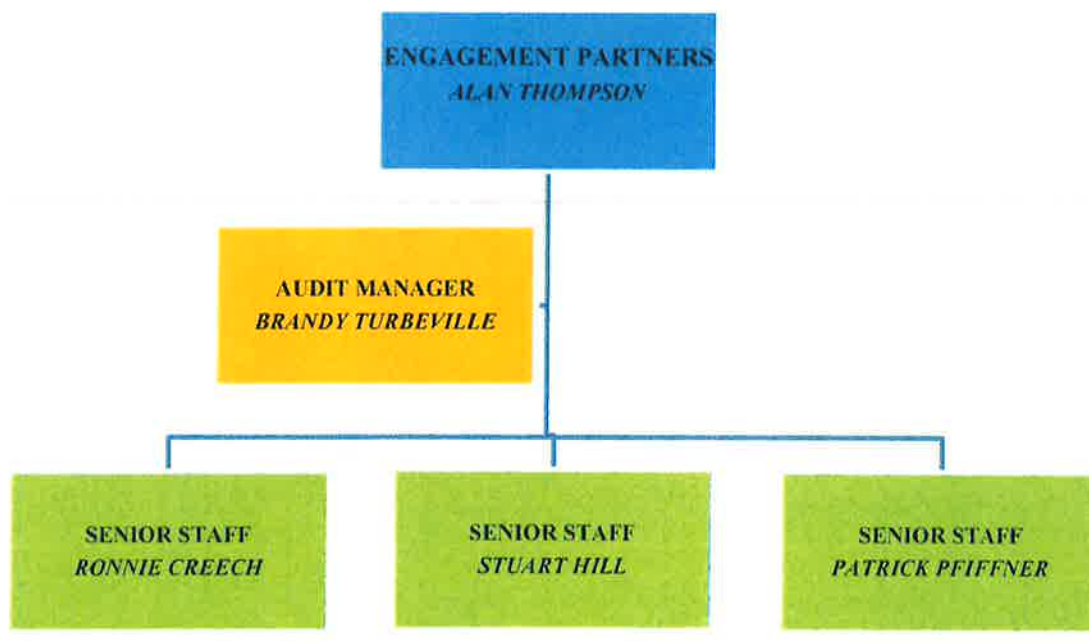 ENGAGEMENT PARTNERS
ALAN THOMPSON
AUDIT MANAGER
BRANDY TURBEVILLE
SENIOR STAFF
RONNIE CREECH
SENIOR STAFF
STUART HILL
SENIOR STAFF
PATRICK PFIFFNER